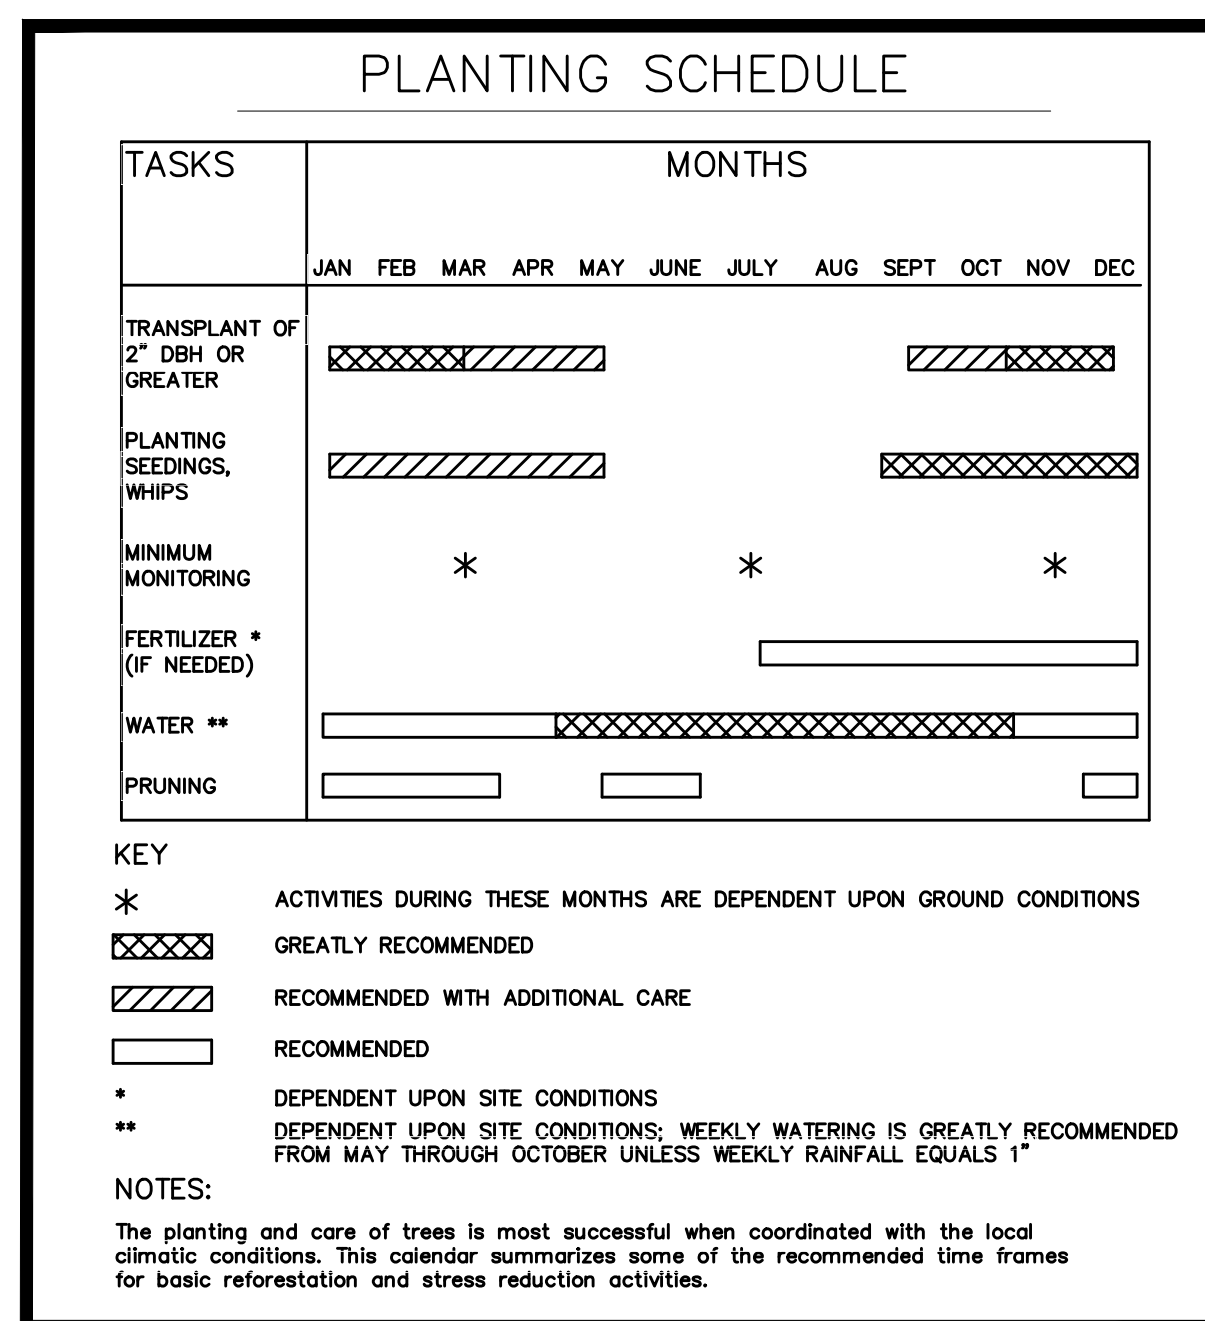 PLANTING SCHEDULE
TASKS
MONTHS
JAN FEB MAR APR MAY JUNE JULY AUG SEPT OCT NOV DEC
TRANSPLANT OF
2" DBH OR
GREATER
PLANTING
SEEDINGS,
WHIPS
MINIMUM
MONITORING
* * *
FERTILIZER *
(IF NEEDED)
WATER **
PRUNING
KEY
* ACTIVITIES DURING THESE MONTHS ARE DEPENDENT UPON GROUND CONDITIONS
GREATLY RECOMMENDED
RECOMMENDED WITH ADDITIONAL CARE
RECOMMENDED
* DEPENDENT UPON SITE CONDITIONS
** DEPENDENT UPON SITE CONDITIONS; WEEKLY WATERING IS GREATLY RECOMMENDED
FROM MAY THROUGH OCTOBER UNLESS WEEKLY RAINFALL EQUALS 1"
NOTES:
The planting and care of trees is most successful when coordinated with the local
climatic conditions. This calendar summarizes some of the recommended time frames
for basic reforestation and stress reduction activities.